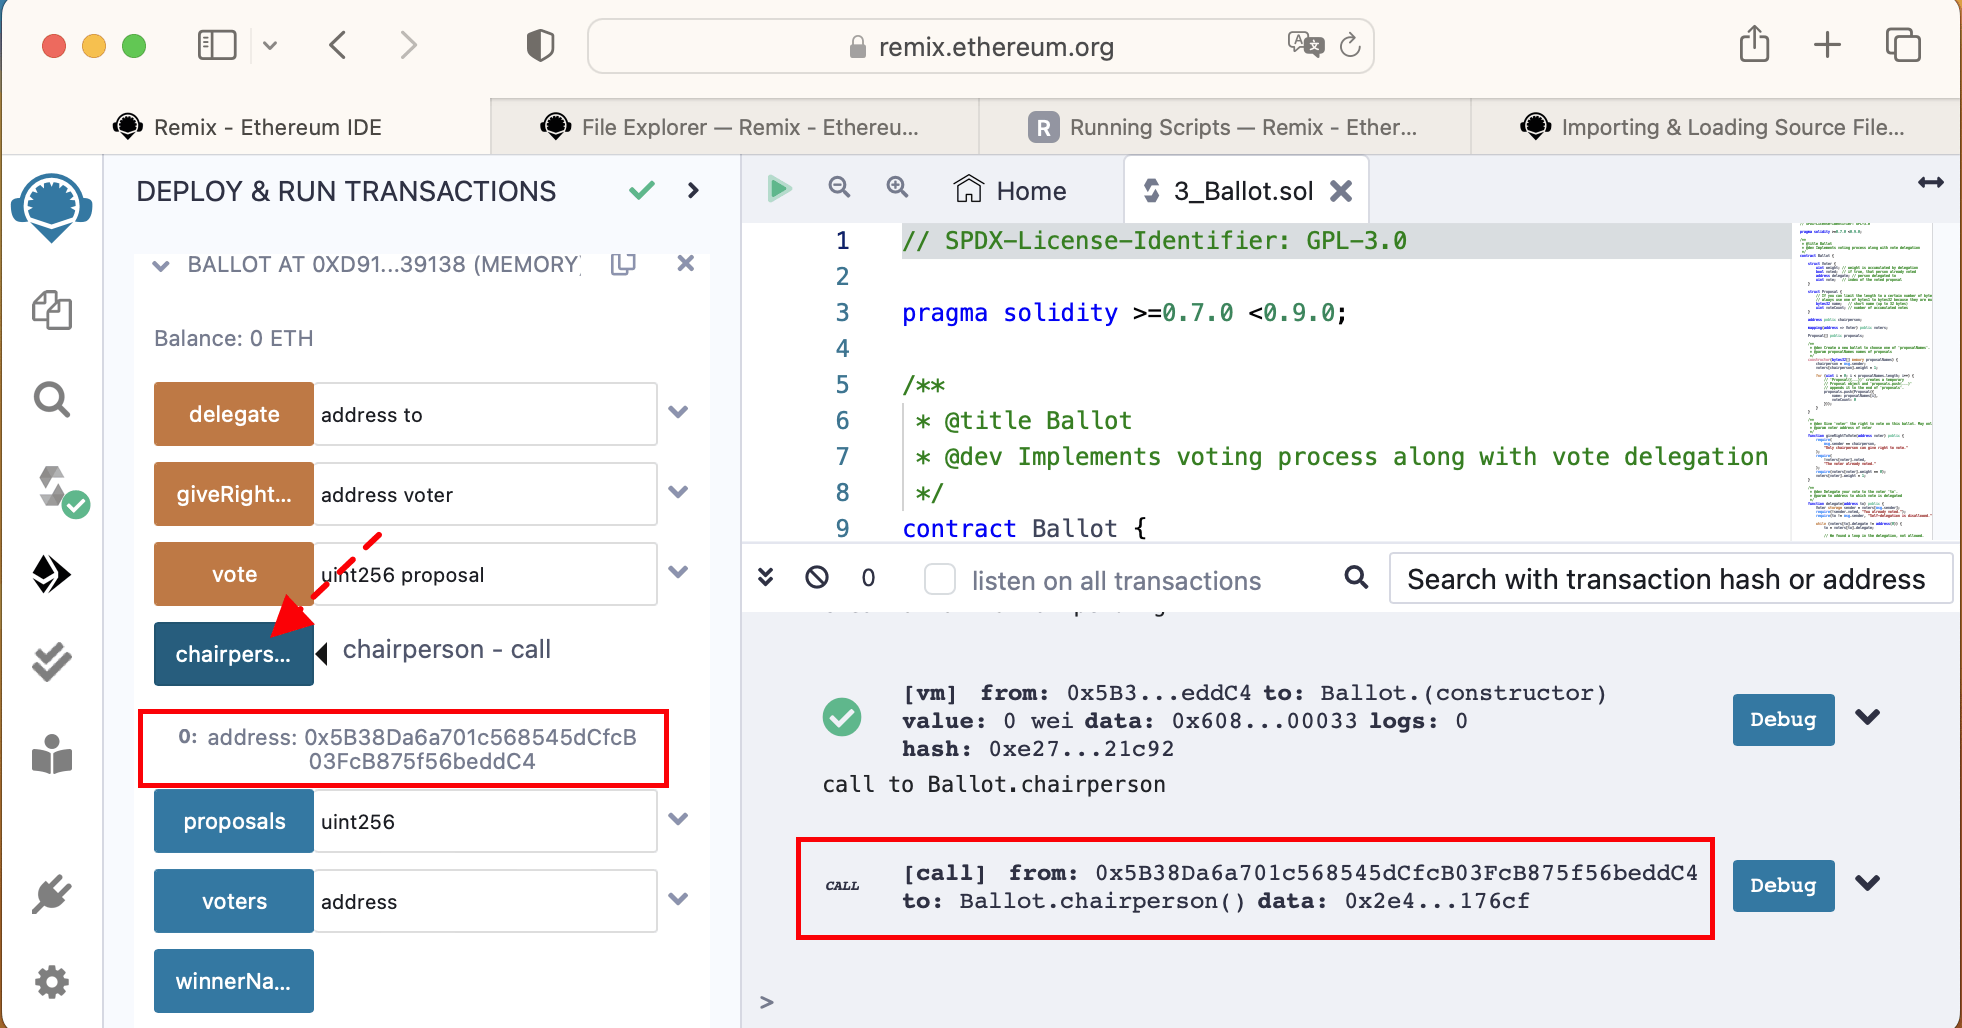 remix.ethereum.org
Remix - Ethereum IDE
File Explorer — Remix - Ethereu...
R
Running Scripts — Remix - Ether...
Importing & Loading Source File...
DEPLOY & RUN TRANSACTIONS
BALLOT AT 0XD91...39138 (MEMORY)
Balance: 0 ETH
delegate address to
giveRight... address voter
vote uint256 proposal
chairpers... chairperson - call
0: address: 0x5B38Da6a701c568545dCfcB
03FcB875f56beddC4
proposals uint256
voters address
winnerNa...
Home
3_Ballot.sol
1 // SPDX-License-Identifier: GPL-3.0
2
3 pragma solidity >=0.7.0 <0.9.0;
4
5 /**
6 * @title Ballot
7 * @dev Implements voting process along with vote delegation
8 */
9 contract Ballot {
0 listen on all transactions Search with transaction hash or address
[vm] from: 0x5B3...eddC4 to: Ballot.(constructor)
value: 0 wei data: 0x608...00033 logs: 0
hash: 0xe27...21c92
Debug
call to Ballot.chairperson
CALL [call] from: 0x5B38Da6a701c568545dCfcB03FcB875f56beddC4
to: Ballot.chairperson() data: 0x2e4...176cf
Debug
>